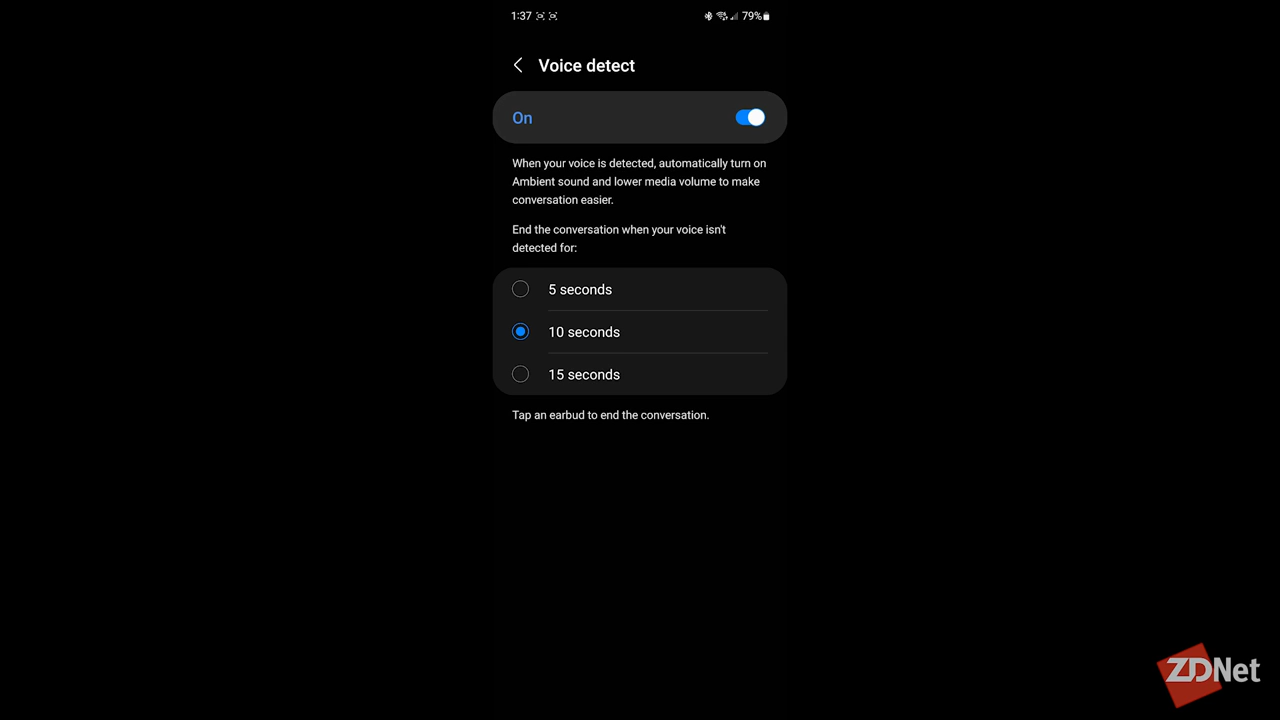 1:37
79%
Voice detect
On
When your voice is detected, automatically turn on
Ambient sound and lower media volume to make
conversation easier.
End the conversation when your voice isn't
detected for:
5 seconds
10 seconds
15 seconds
Tap an earbud to end the conversation.
ZDNet